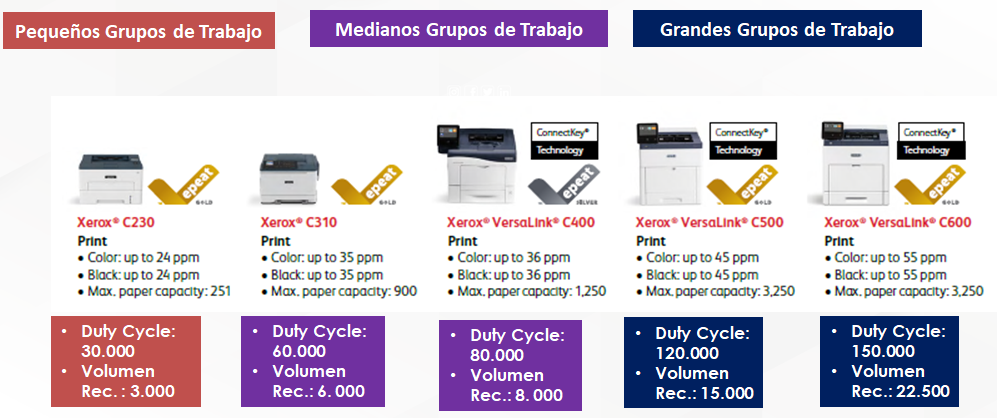 Pequeños Grupos de Trabajo
Medianos Grupos de Trabajo
Grandes Grupos de Trabajo
ConnectKey®
Technology
ConnectKey®
Technology
ConnectKey®
Technology
epeat
GOLD
epeat
GOLD
epeat
SILVER
epeat
GOLD
epeat
GOLD
Xerox® C230
Print
• Color: up to 24 ppm
• Black: up to 24 ppm
• Max. paper capacity: 251
Xerox® C310
Print
• Color: up to 35 ppm
• Black: up to 35 ppm
• Max. paper capacity: 900
Xerox® VersaLink® C400
Print
• Color: up to 36 ppm
• Black: up to 36 ppm
• Max. paper capacity: 1,250
Xerox® VersaLink® C500
Print
• Color: up to 45 ppm
• Black: up to 45 ppm
• Max. paper capacity: 3,250
Xerox® VersaLink® C600
Print
• Color: up to 55 ppm
• Black: up to 55 ppm
• Max. paper capacity: 3,250
• Duty Cycle:
30.000
• Volumen
Rec. : 3.000
• Duty Cycle:
60.000
• Volumen
Rec. : 6. 000
• Duty Cycle:
80.000
• Volumen
Rec.: 8. 000
• Duty Cycle:
120.000
• Volumen
Rec. : 15.000
• Duty Cycle:
150.000
• Volumen
Rec.: 22.500